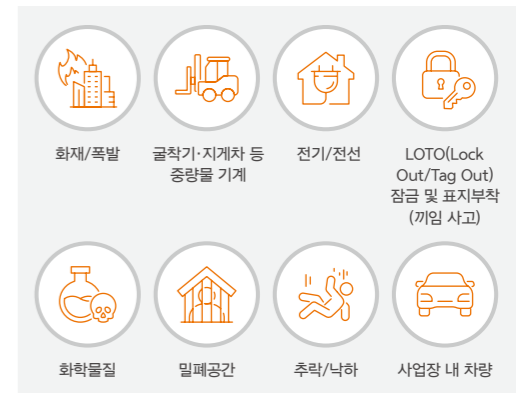 화재/폭발
굴착기·지게차 등
중량물 기계
전기/전선
LOTO(Lock
Out/Tag Out)
잠금 및 표지부착
(끼임 사고)
화학물질
밀폐공간
추락/낙하
사업장 내 차량